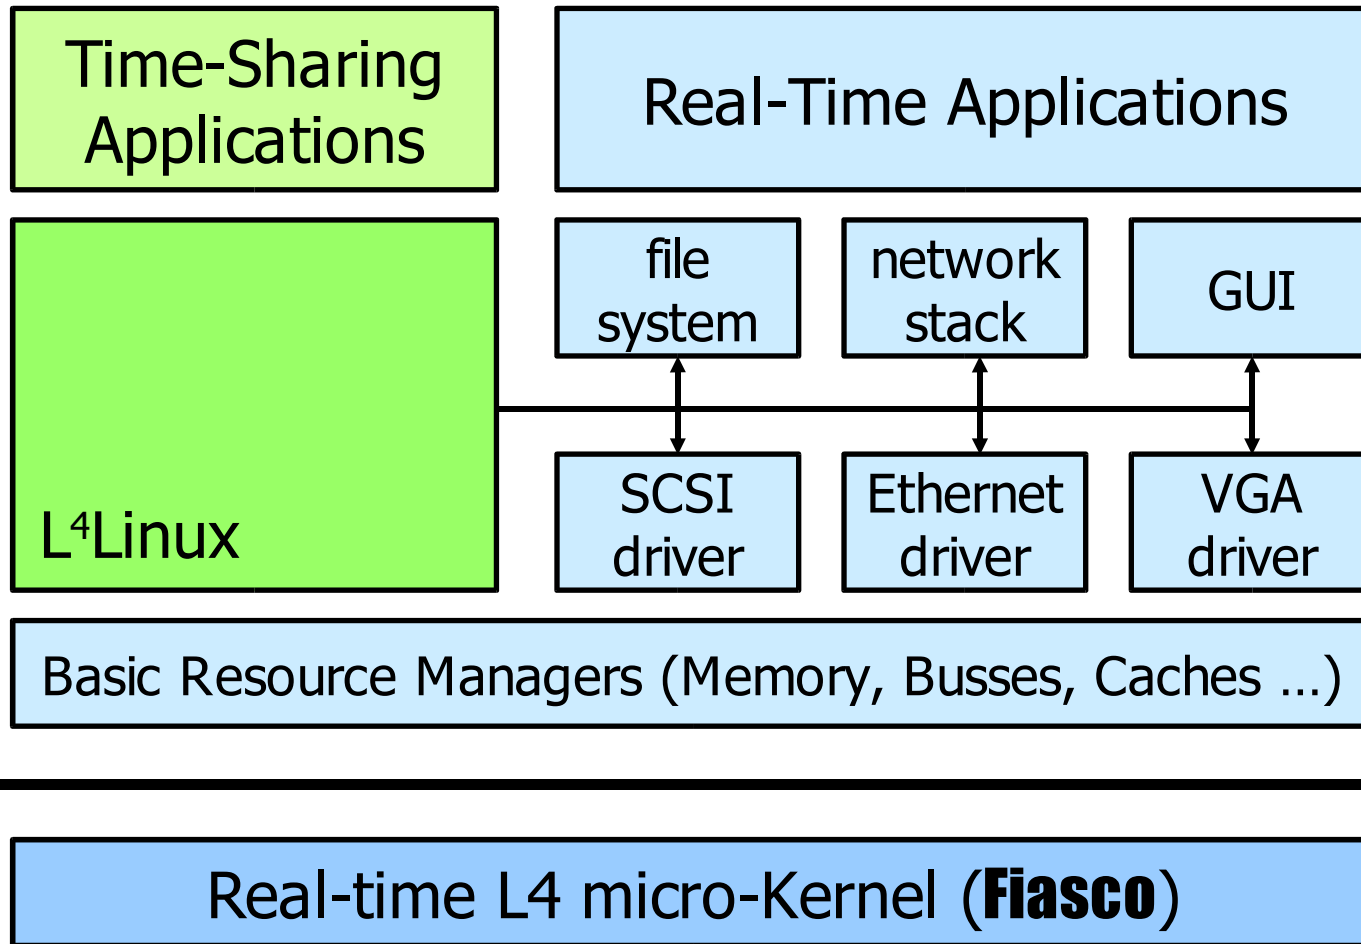 Time-Sharing
Applications
Real-Time Applications
file
system
network
stack
GUI
L⁴Linux
SCSI
driver
Ethernet
driver
VGA
driver
Basic Resource Managers (Memory, Busses, Caches ...)
Real-time L4 micro-Kernel (Fiasco)